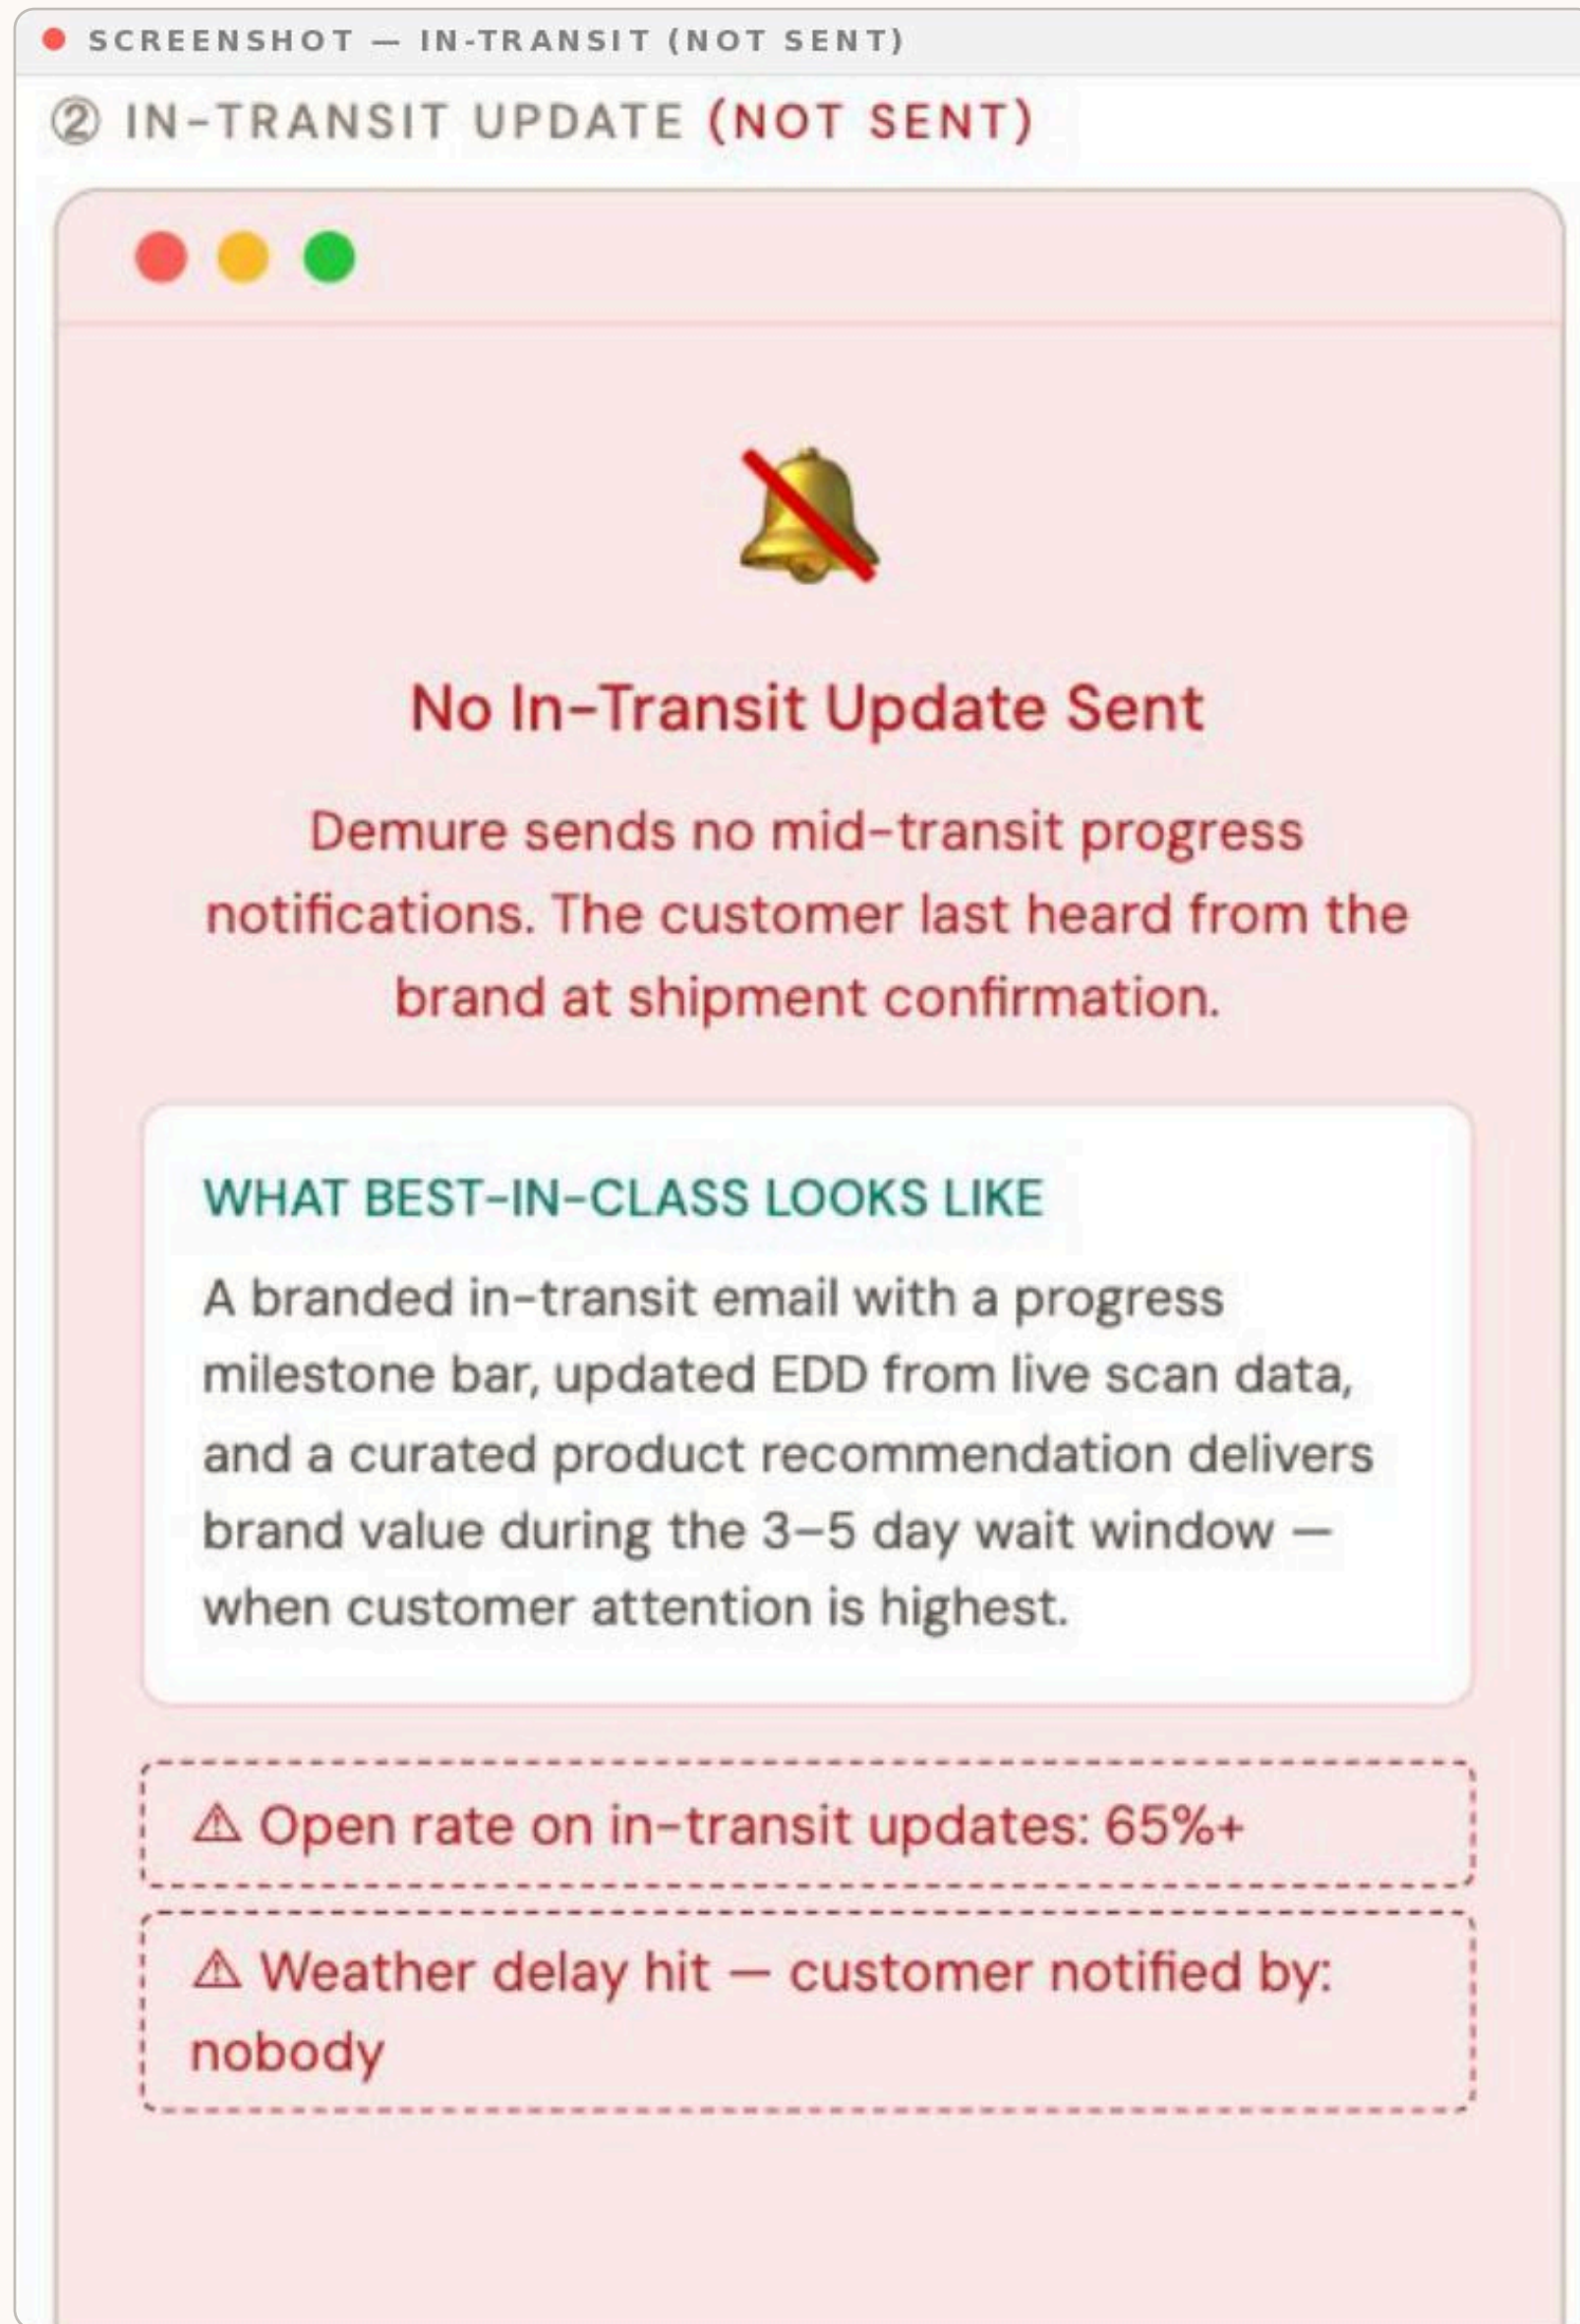 SCREENSHOT — IN-TRANSIT (NOT SENT)
② IN-TRANSIT UPDATE (NOT SENT)
No In-Transit Update Sent
Demure sends no mid-transit progress
notifications. The customer last heard from the
brand at shipment confirmation.
WHAT BEST-IN-CLASS LOOKS LIKE
A branded in-transit email with a progress
milestone bar, updated EDD from live scan data,
and a curated product recommendation delivers
brand value during the 3–5 day wait window —
when customer attention is highest.
⚠ Open rate on in-transit updates: 65%+
⚠ Weather delay hit — customer notified by:
nobody